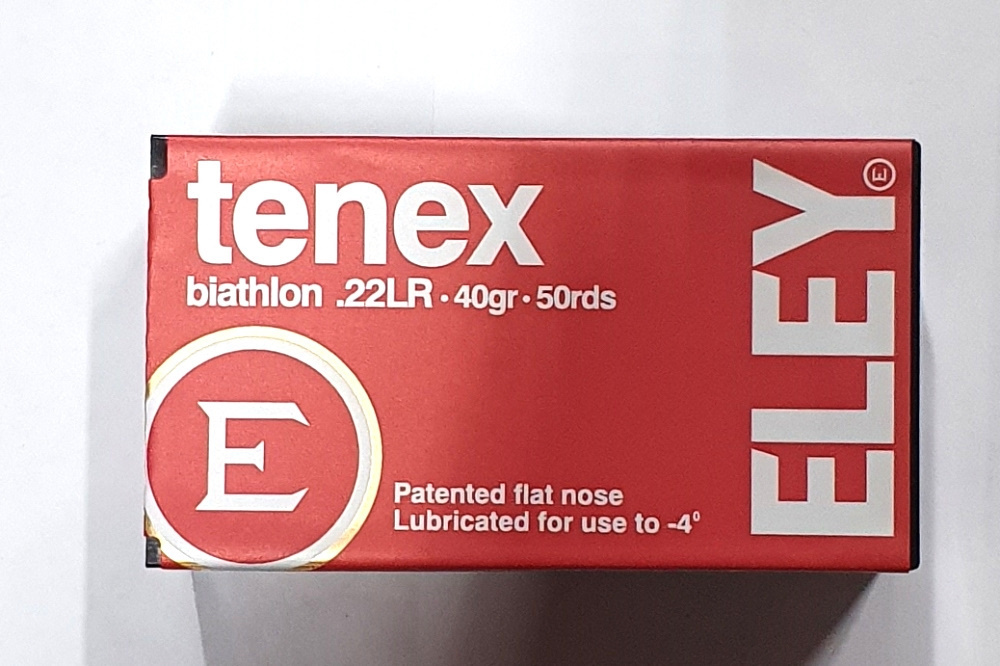 tenex
biathlon .22LR • 40gr • 50rds
E
Patented flat nose
Lubricated for use to -4°
ELEY
E